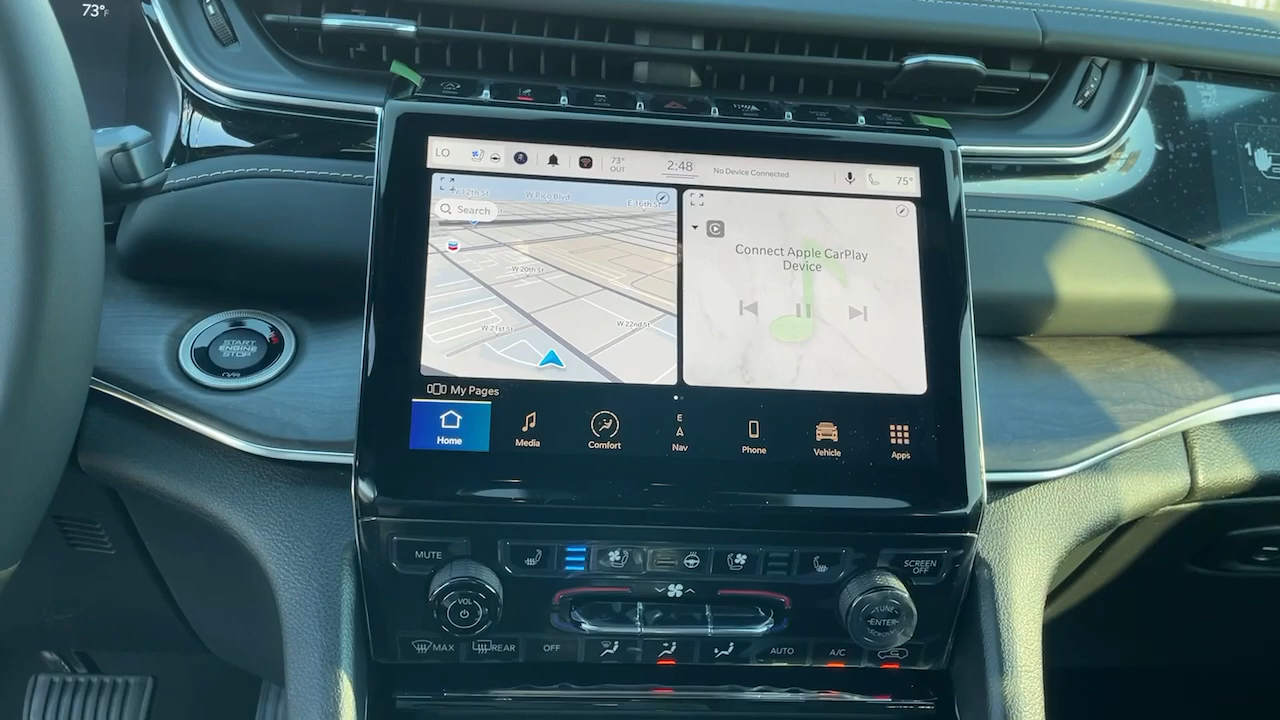 73°F
LO
73°
OUT
2:48
No Device Connected
75°
12th St
W Pico Blvd
E 16th St
Search
W 20th St
W 21st St
W 22nd St
Connect Apple CarPlay
Device
1
START
ENGINE
STOP
My Pages
Home
Media
Comfort
E
Nav
Phone
Vehicle
Apps
MUTE
SCREEN
OFF
VOL
TUNE
ENTER
MAX
REAR
OFF
AUTO
A/C